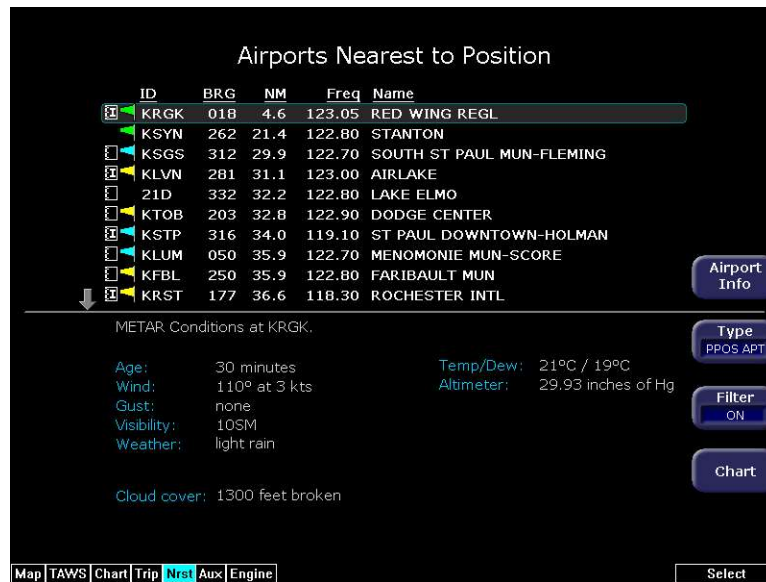 Airports Nearest to Position
ID BRG NM Freq Name
I KRGK 018 4.6 123.05 RED WING REGL
KSYN 262 21.4 122.80 STANTON
KSGS 312 29.9 122.70 SOUTH ST PAUL MUN-FLEMING
I KLVN 281 31.1 123.00 AIRLAKE
21D 332 32.2 122.80 LAKE ELMO
KTOB 203 32.8 122.90 DODGE CENTER
I KSTP 316 34.0 119.10 ST PAUL DOWNTOWN-HOLMAN
KLUM 050 35.9 122.70 MENOMONIE MUN-SCORE
KFBL 250 35.9 122.80 FARIBAULT MUN
I KRST 177 36.6 118.30 ROCHESTER INTL
Airport
Info
METAR Conditions at KRGK.
Type
PPOS APT
Age: 30 minutes Temp/Dew: 21ºC / 19ºC
Wind: 110º at 3 kts Altimeter: 29.93 inches of Hg
Gust: none
Visibility: 10SM
Weather: light rain
Filter
ON
Chart
Cloud cover: 1300 feet broken
Map TAWS Chart Trip Nrst Aux Engine Select